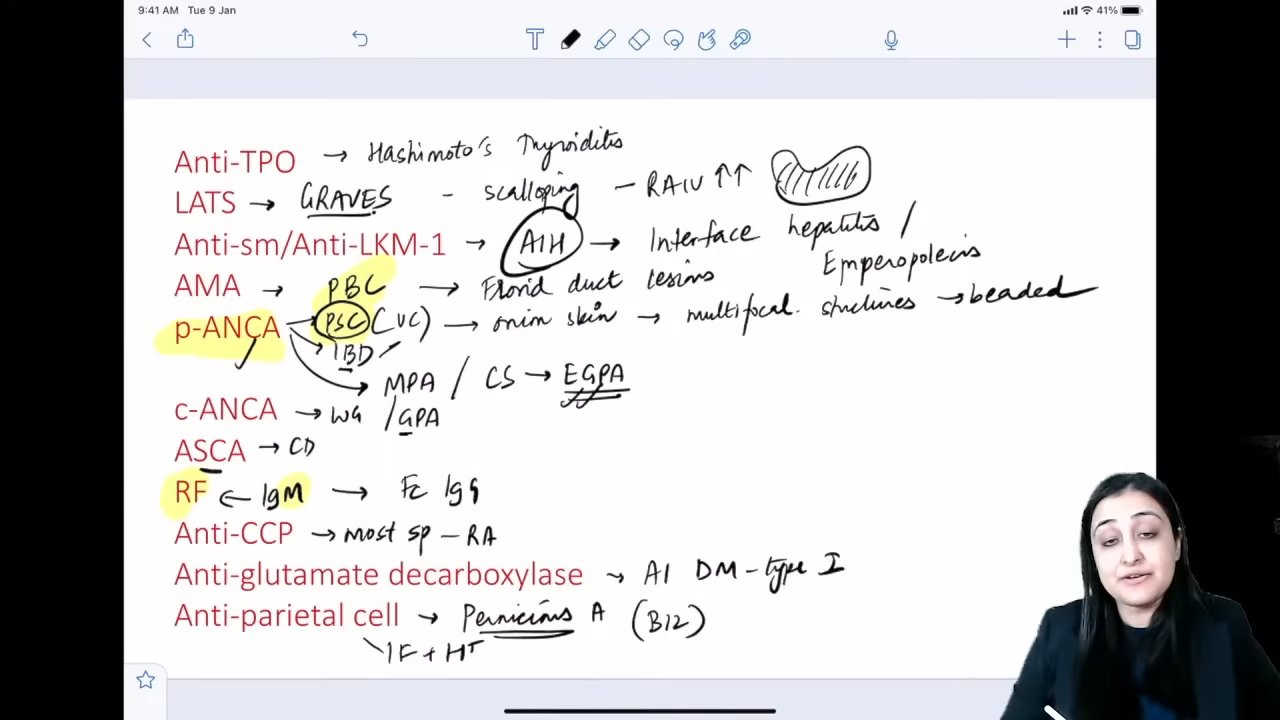 9:41 AM Tue 9 Jan
41%
Anti-TPO → Hashimoto's Thyroiditis
LATS → GRAVES - scalloping - RAIU ↑↑
Anti-sm/Anti-LKM-1 → AIH → Interface hepatitis /
Emperopolesis
AMA → PBC → Florid duct lesions
p-ANCA → PSC (UC) → onion skin → multifocal strictures → beaded
IBD
MPA / CS → EGPA
c-ANCA → WG / GPA
ASCA → CD
RF ← IgM → Fc IgG
Anti-CCP → most sp - RA
Anti-glutamate decarboxylase → AI DM - type I
Anti-parietal cell → Pernicious A (B12)
IF +